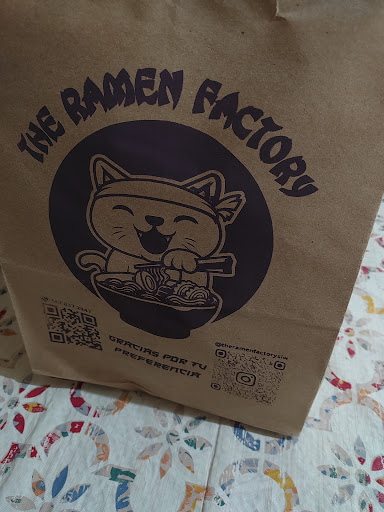 THE RAMEN FACTORY
GRACIAS POR TU
PREFERENCIA